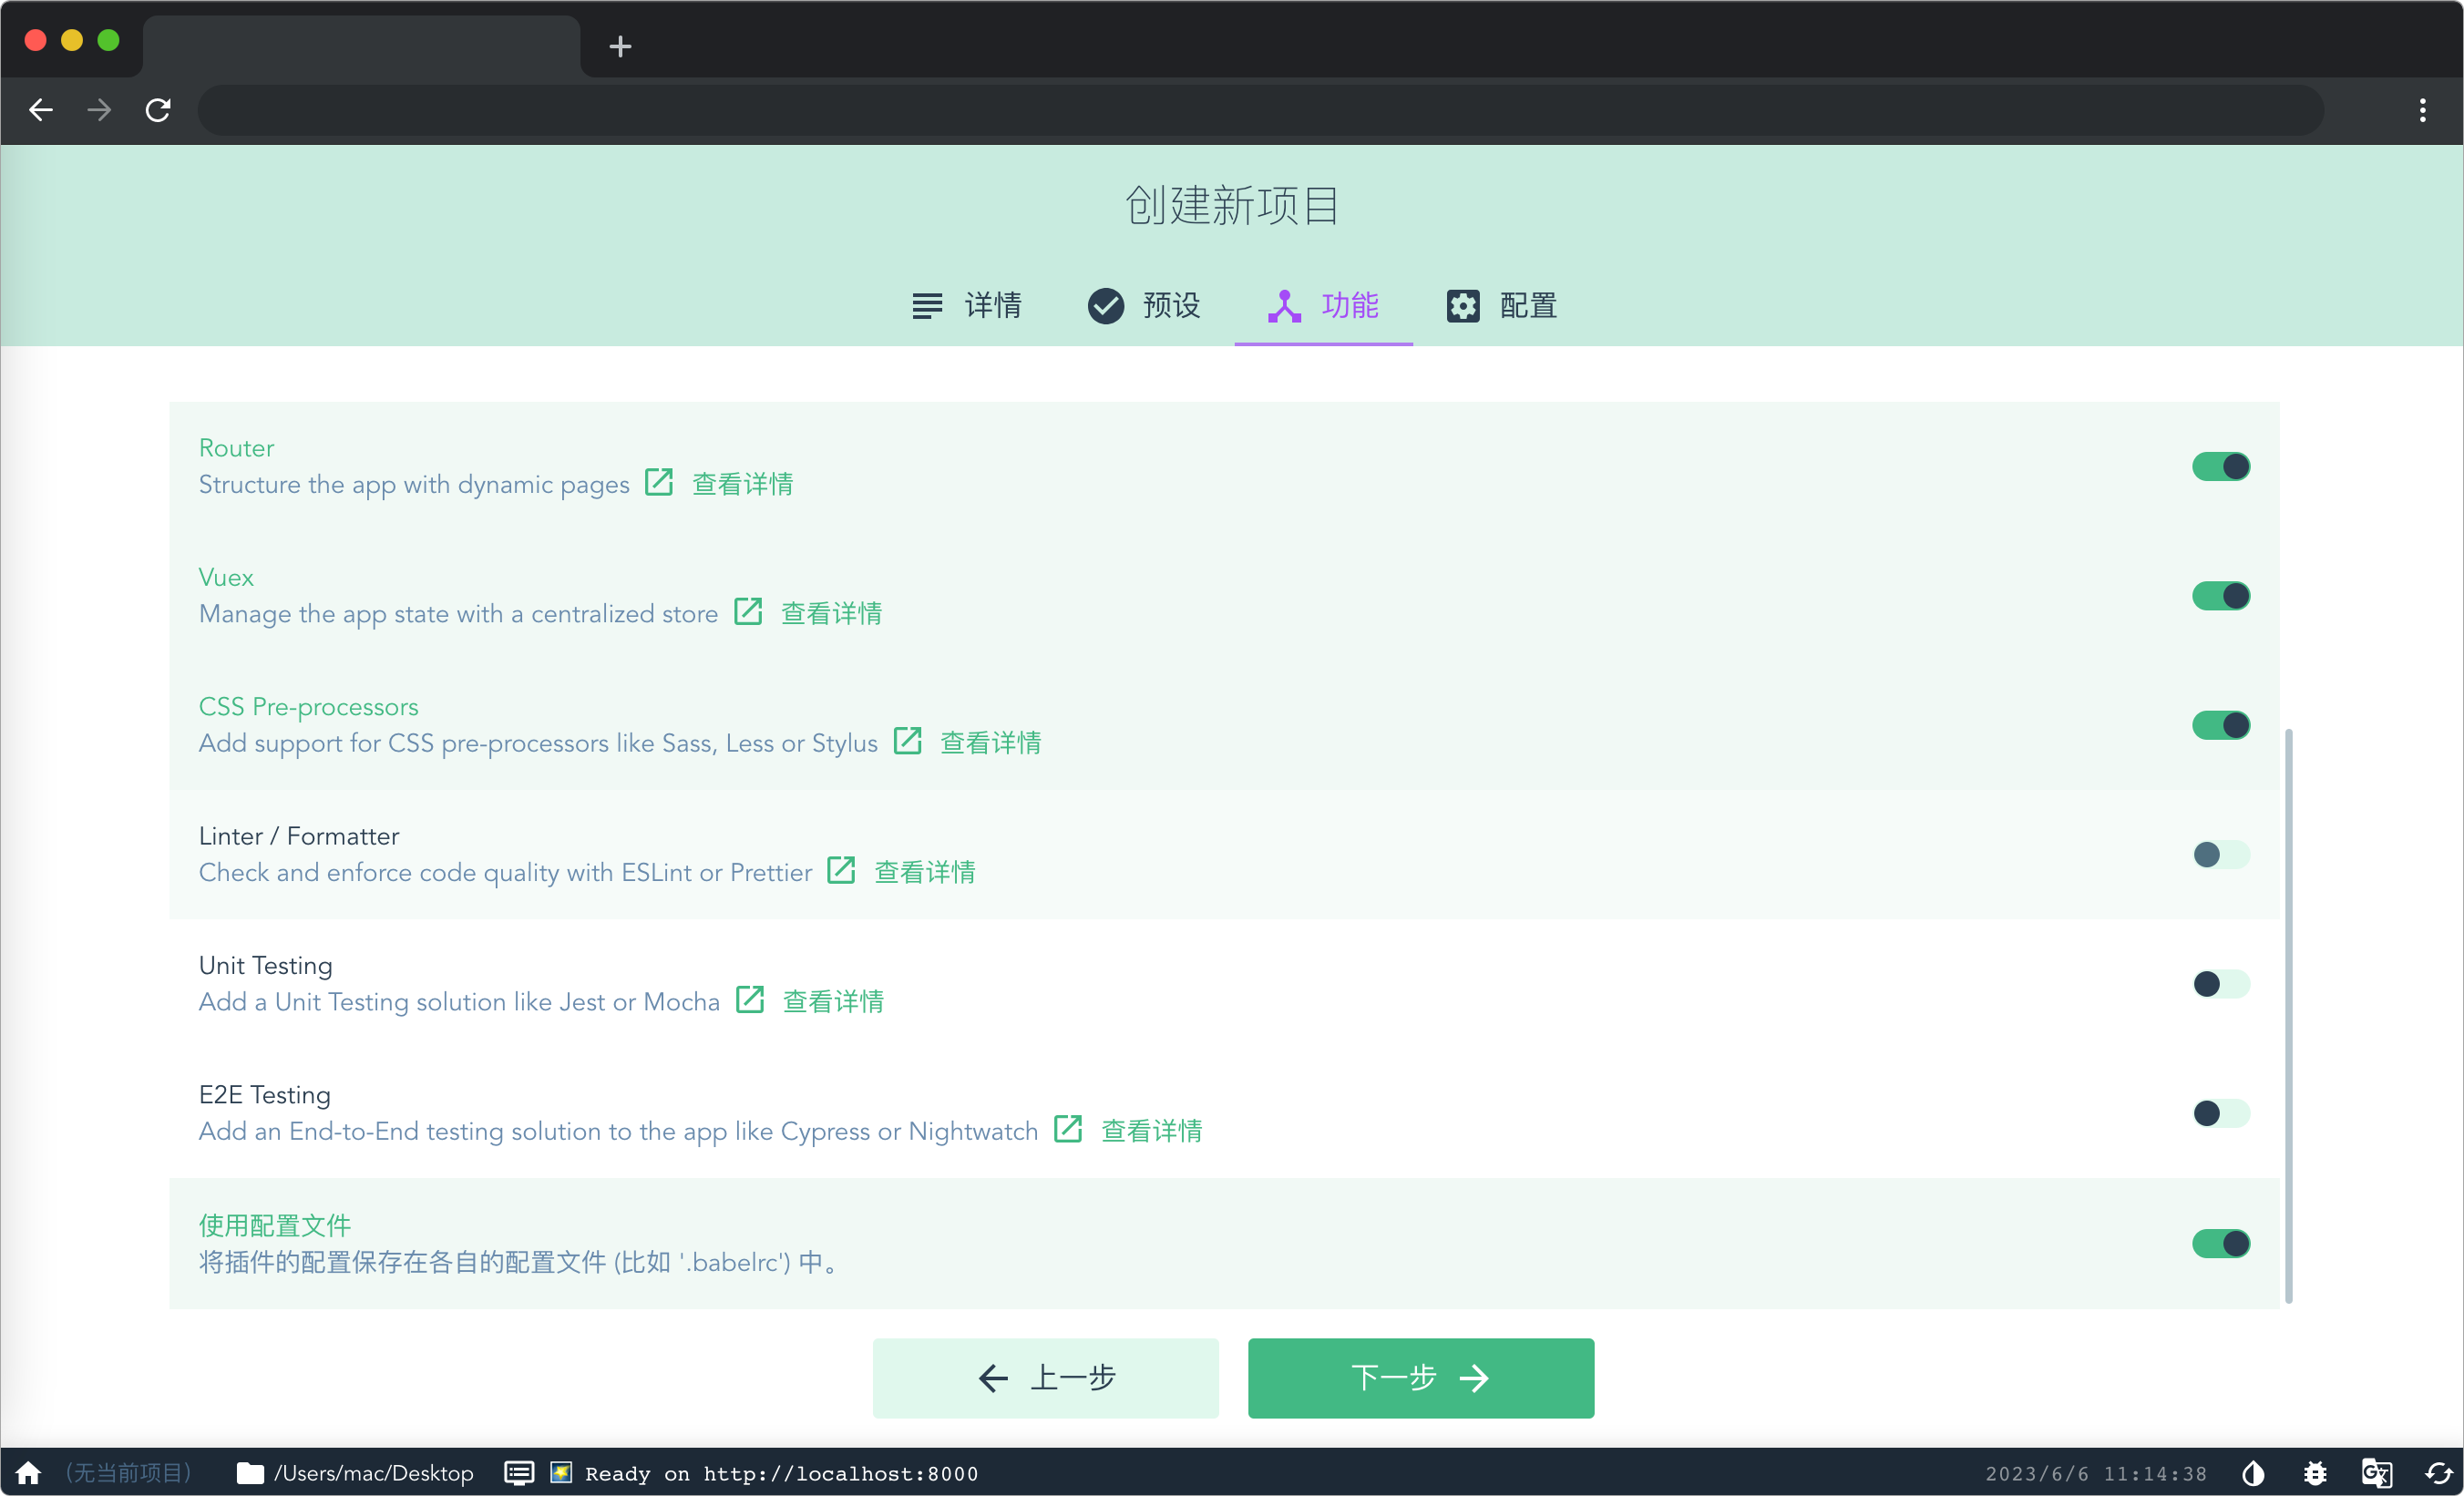 创建新项目
详情 预设 功能 配置
Router
Structure the app with dynamic pages 查看详情
Vuex
Manage the app state with a centralized store 查看详情
CSS Pre-processors
Add support for CSS pre-processors like Sass, Less or Stylus 查看详情
Linter / Formatter
Check and enforce code quality with ESLint or Prettier 查看详情
Unit Testing
Add a Unit Testing solution like Jest or Mocha 查看详情
E2E Testing
Add an End-to-End testing solution to the app like Cypress or Nightwatch 查看详情
使用配置文件
将插件的配置保存在各自的配置文件 (比如 '.babelrc') 中。
上一步 下一步
(无当前项目) /Users/mac/Desktop Ready on http://localhost:8000 2023/6/6 11:14:38